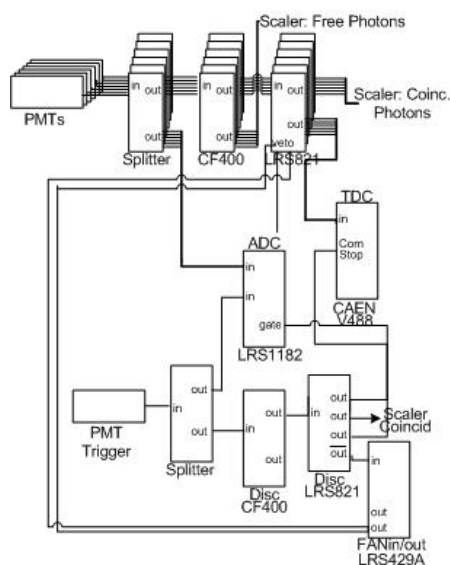 Scaler: Free Photons
in
out
in
out
in
out
Scaler: Coinc.
Photons
PMTs
out
out
out
veto
Splitter
CF400
LRS821
TDC
in
Com
Stop
ADC
in
in
gate
CAEN
V488
LRS1182
out
in
out
in
out
in
out
out
out
out
Scaler
Coincid
PMT
Trigger
Splitter
Disc
CF400
Disc
LRS821
in
out
out
FANin/out
LRS429A